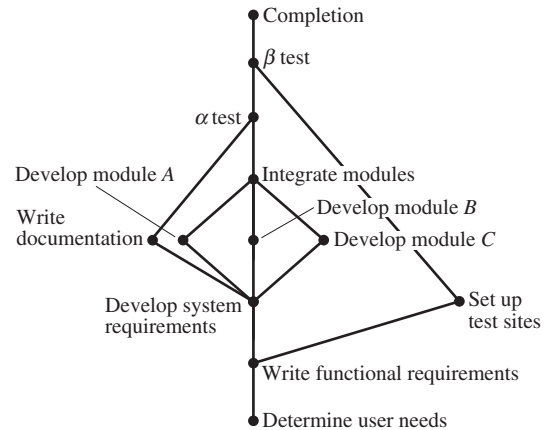 Completion
β test
α test
Develop module A
Integrate modules
Develop module B
Write
documentation
Develop module C
Develop system
requirements
Set up
test sites
Write functional requirements
Determine user needs